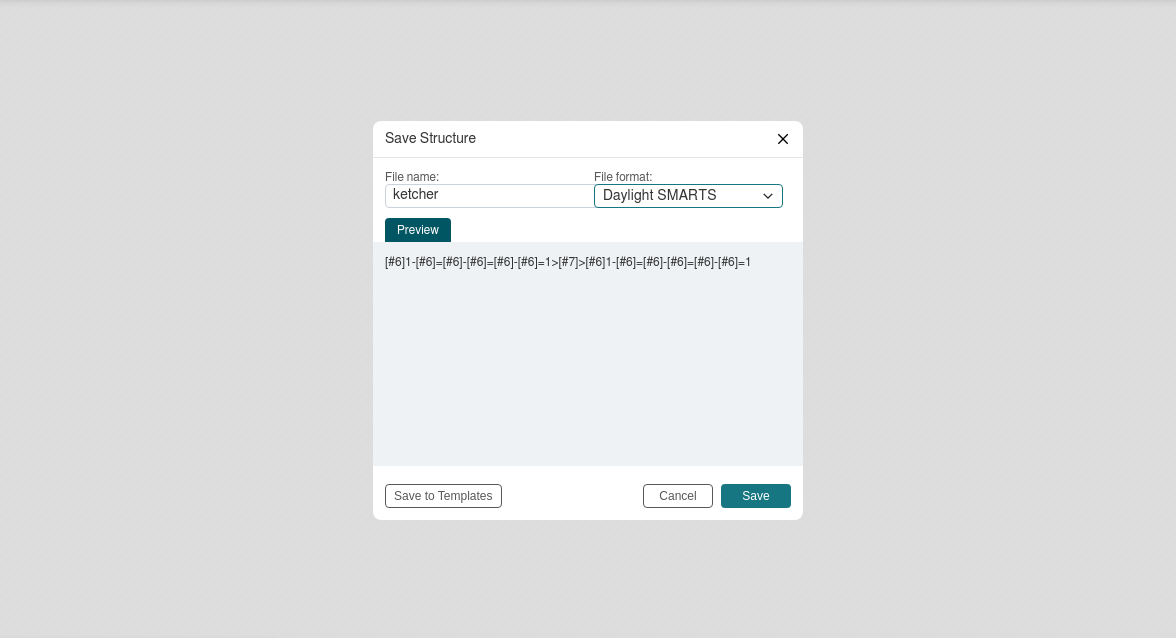 Save Structure
File name:
File format:
ketcher
Daylight SMARTS
Preview
[#6]1-[#6]=[#6]-[#6]=[#6]-[#6]=1>[#7]>[#6]1-[#6]=[#6]-[#6]=[#6]-[#6]=1
Save to Templates
Cancel
Save